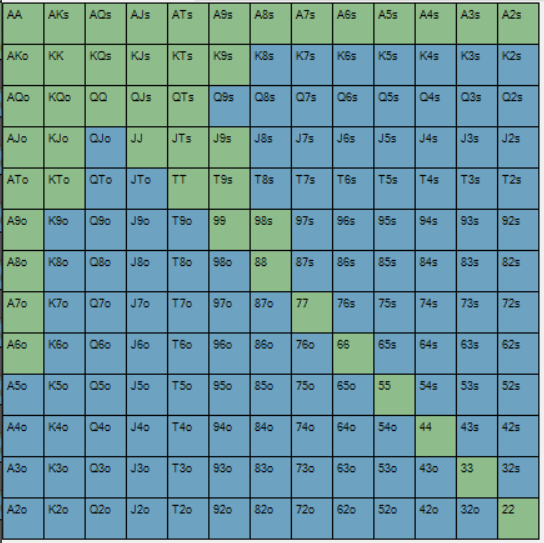 AA AKs AQs AJs ATs A9s A8s A7s A6s A5s A4s A3s A2s
AKo KK KQs KJs KTs K9s K8s K7s K6s K5s K4s K3s K2s
AQo KQo QQ QJs QTs Q9s Q8s Q7s Q6s Q5s Q4s Q3s Q2s
AJo KJo QJo JJ JTs J9s J8s J7s J6s J5s J4s J3s J2s
ATo KTo QTo JTo TT T9s T8s T7s T6s T5s T4s T3s T2s
A9o K9o Q9o J9o T9o 99 98s 97s 96s 95s 94s 93s 92s
A8o K8o Q8o J8o T8o 98o 88 87s 86s 85s 84s 83s 82s
A7o K7o Q7o J7o T7o 97o 87o 77 76s 75s 74s 73s 72s
A6o K6o Q6o J6o T6o 96o 86o 76o 66 65s 64s 63s 62s
A5o K5o Q5o J5o T5o 95o 85o 75o 65o 55 54s 53s 52s
A4o K4o Q4o J4o T4o 94o 84o 74o 64o 54o 44 43s 42s
A3o K3o Q3o J3o T3o 93o 83o 73o 63o 53o 43o 33 32s
A2o K2o Q2o J2o T2o 92o 82o 72o 62o 52o 42o 32o 22